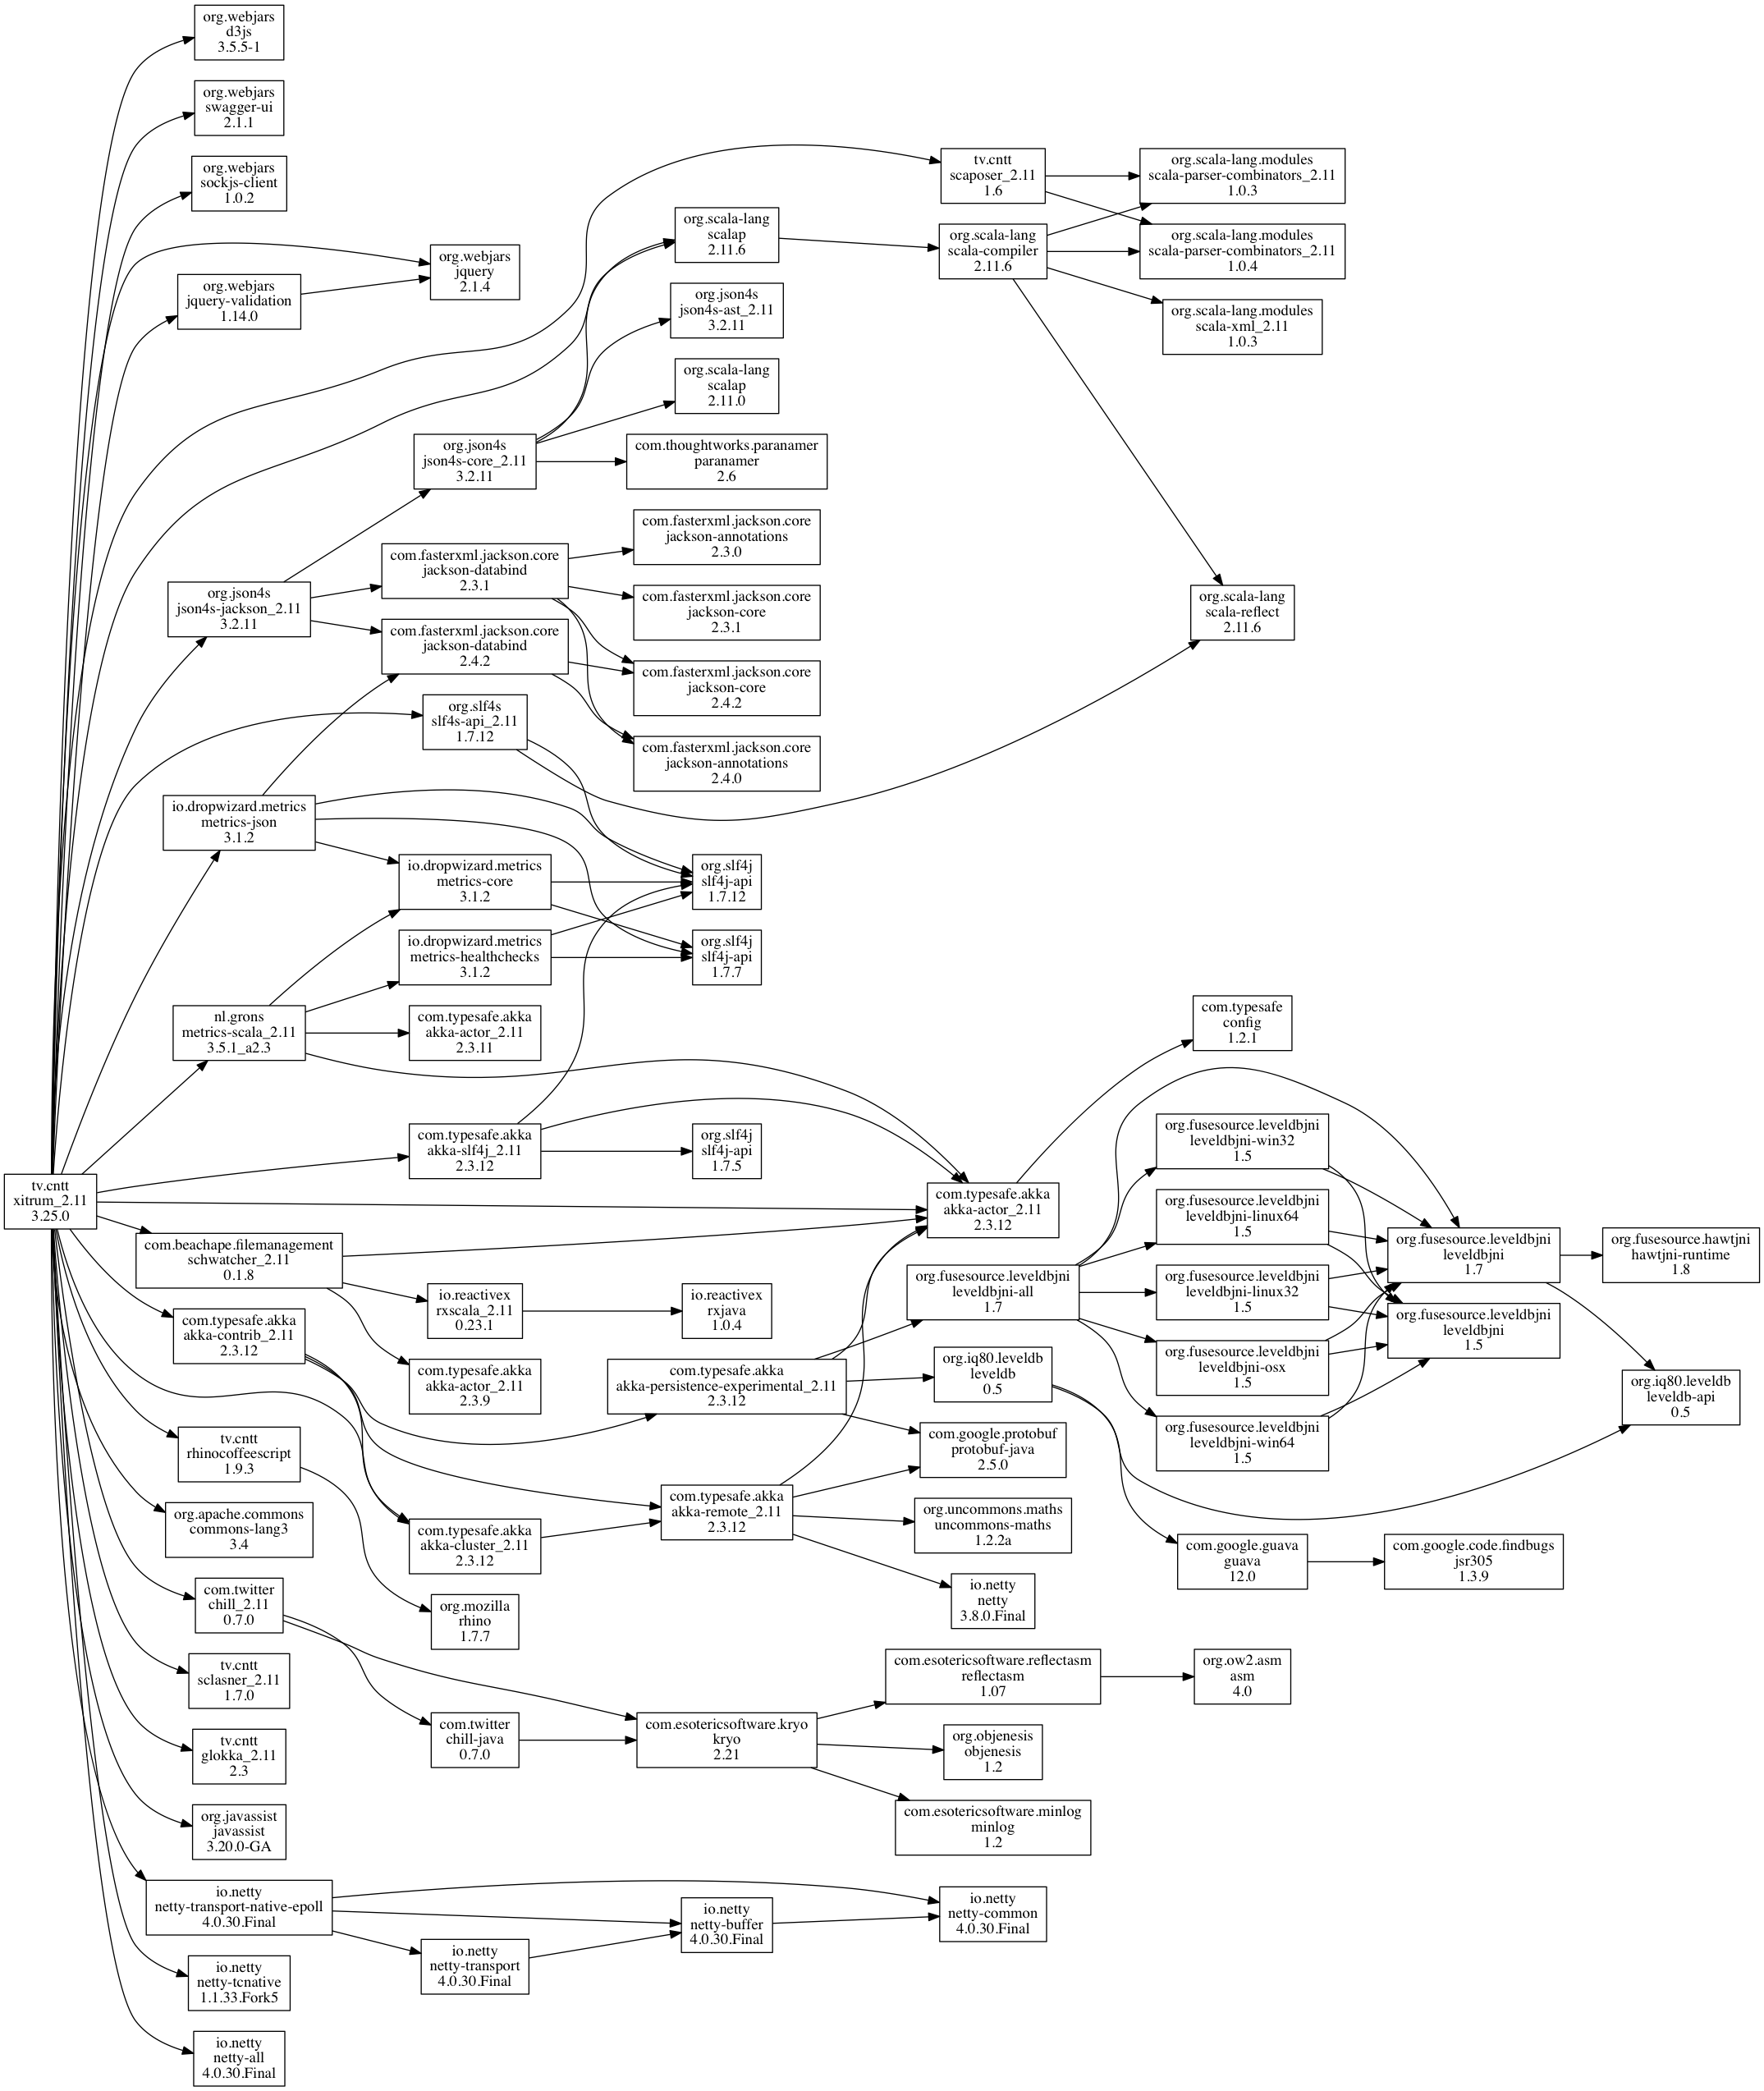 org.webjars
d3js
3.5.5-1
org.webjars
swagger-ui
2.1.1
org.webjars
sockjs-client
1.0.2
org.webjars
jquery-validation
1.14.0
org.webjars
jquery
2.1.4
org.scala-lang
scalap
2.11.6
tv.cntt
scaposer_2.11
1.6
org.scala-lang.modules
scala-parser-combinators_2.11
1.0.3
org.scala-lang
scala-compiler
2.11.6
org.scala-lang.modules
scala-parser-combinators_2.11
1.0.4
org.scala-lang.modules
scala-xml_2.11
1.0.3
org.json4s
json4s-ast_2.11
3.2.11
org.scala-lang
scalap
2.11.0
org.json4s
json4s-core_2.11
3.2.11
com.thoughtworks.paranamer
paranamer
2.6
com.fasterxml.jackson.core
jackson-annotations
2.3.0
com.fasterxml.jackson.core
jackson-databind
2.3.1
com.fasterxml.jackson.core
jackson-core
2.3.1
org.json4s
json4s-jackson_2.11
3.2.11
org.scala-lang
scala-reflect
2.11.6
com.fasterxml.jackson.core
jackson-databind
2.4.2
com.fasterxml.jackson.core
jackson-core
2.4.2
org.slf4s
slf4s-api_2.11
1.7.12
com.fasterxml.jackson.core
jackson-annotations
2.4.0
io.dropwizard.metrics
metrics-json
3.1.2
io.dropwizard.metrics
metrics-core
3.1.2
org.slf4j
slf4j-api
1.7.12
io.dropwizard.metrics
metrics-healthchecks
3.1.2
org.slf4j
slf4j-api
1.7.7
nl.grons
metrics-scala_2.11
3.5.1_a2.3
com.typesafe.akka
akka-actor_2.11
2.3.11
com.typesafe
config
1.2.1
com.typesafe.akka
akka-slf4j_2.11
2.3.12
org.slf4j
slf4j-api
1.7.5
org.fusesource.leveldbjni
leveldbjni-win32
1.5
tv.cntt
xitrum_2.11
3.25.0
com.typesafe.akka
akka-actor_2.11
2.3.12
org.fusesource.leveldbjni
leveldbjni-linux64
1.5
com.beachape.filemanagement
schwatcher_2.11
0.1.8
org.fusesource.leveldbjni
leveldbjni
1.7
org.fusesource.hawtjni
hawtjni-runtime
1.8
io.reactivex
rxscala_2.11
0.23.1
io.reactivex
rxjava
1.0.4
org.fusesource.leveldbjni
leveldbjni-all
1.7
org.fusesource.leveldbjni
leveldbjni-linux32
1.5
com.typesafe.akka
akka-contrib_2.11
2.3.12
org.fusesource.leveldbjni
leveldbjni
1.5
com.typesafe.akka
akka-actor_2.11
2.3.9
com.typesafe.akka
akka-persistence-experimental_2.11
2.3.12
org.iq80.leveldb
leveldb
0.5
org.fusesource.leveldbjni
leveldbjni-osx
1.5
org.iq80.leveldb
leveldb-api
0.5
tv.cntt
rhinocoffeescript
1.9.3
com.google.protobuf
protobuf-java
2.5.0
org.fusesource.leveldbjni
leveldbjni-win64
1.5
org.apache.commons
commons-lang3
3.4
com.typesafe.akka
akka-cluster_2.11
2.3.12
com.typesafe.akka
akka-remote_2.11
2.3.12
org.uncommons.maths
uncommons-maths
1.2.2a
com.google.guava
guava
12.0
com.google.code.findbugs
jsr305
1.3.9
com.twitter
chill_2.11
0.7.0
org.mozilla
rhino
1.7.7
io.netty
netty
3.8.0.Final
tv.cntt
sclasner_2.11
1.7.0
com.esotericsoftware.reflectasm
reflectasm
1.07
org.ow2.asm
asm
4.0
tv.cntt
glokka_2.11
2.3
com.twitter
chill-java
0.7.0
com.esotericsoftware.kryo
kryo
2.21
org.objenesis
objenesis
1.2
org.javassist
javassist
3.20.0-GA
com.esotericsoftware.minlog
minlog
1.2
io.netty
netty-transport-native-epoll
4.0.30.Final
io.netty
netty-transport
4.0.30.Final
io.netty
netty-buffer
4.0.30.Final
io.netty
netty-common
4.0.30.Final
io.netty
netty-tcnative
1.1.33.Fork5
io.netty
netty-all
4.0.30.Final